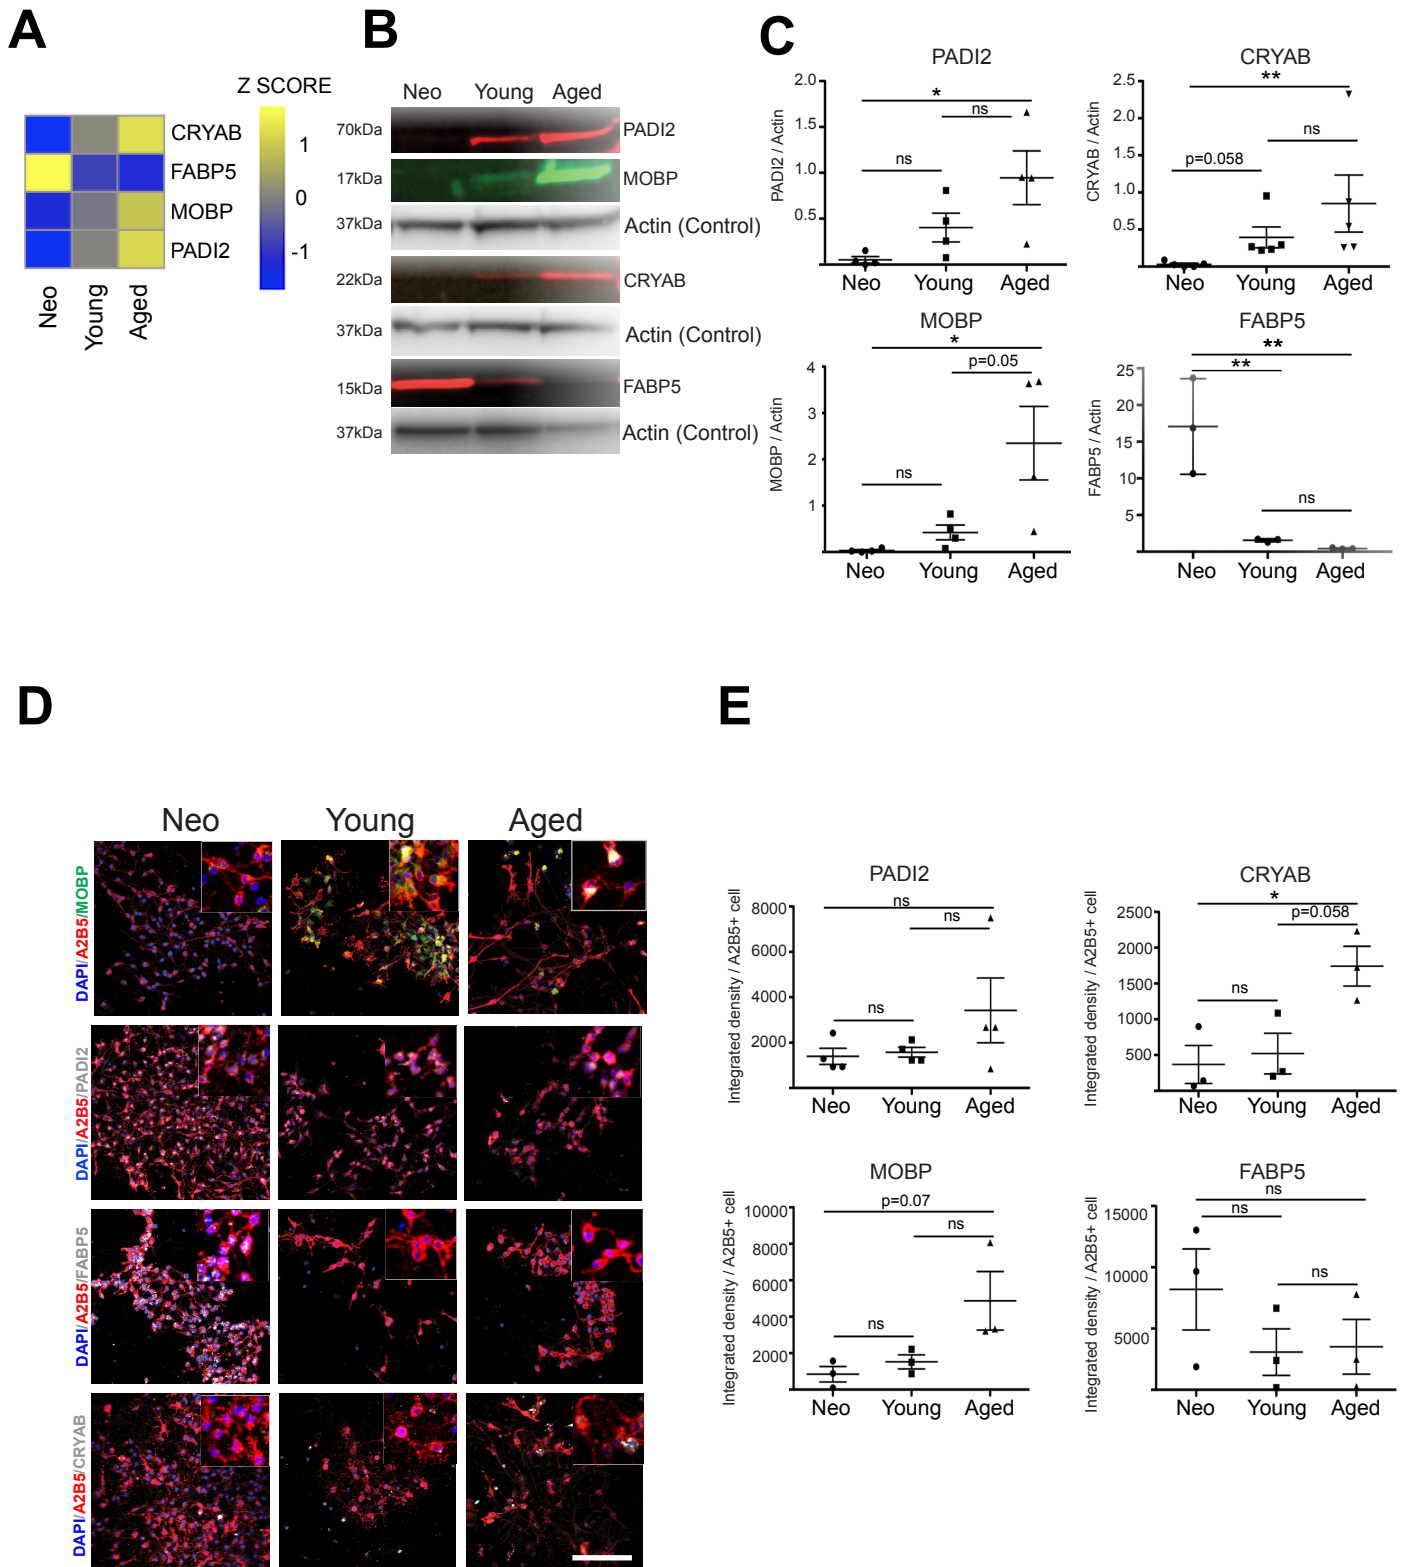 A
Z SCORE
CRYAB
FABP5
MOBP
PADI2
1
0
-1
Neo
Young
Aged
B
Neo Young Aged
70kDa PADI2
17kDa MOBP
37kDa Actin (Control)
22kDa CRYAB
37kDa Actin (Control)
15kDa FABP5
37kDa Actin (Control)
C
PADI2
PADI2 / Actin
2.0
1.5
1.0
0.5
*
ns
ns
Neo Young Aged
CRYAB
CRYAB / Actin
2.5
2.0
1.5
1.0
0.5
**
ns
p=0.058
Neo Young Aged
MOBP
MOBP / Actin
4
3
2
1
*
p=0.05
ns
Neo Young Aged
FABP5
FABP5 / Actin
25
20
15
10
5
**
**
ns
Neo Young Aged
D
Neo Young Aged
DAPI/A2B5/MOBP
DAPI/A2B5/PADI2
DAPI/A2B5/FABP5
DAPI/A2B5/CRYAB
E
PADI2
Integrated density / A2B5+ cell
8000
6000
4000
2000
ns
ns
ns
Neo Young Aged
CRYAB
Integrated density / A2B5+ cell
2500
2000
1500
1000
500
*
p=0.058
ns
Neo Young Aged
MOBP
Integrated density / A2B5+ cell
10000
8000
6000
4000
2000
p=0.07
ns
ns
Neo Young Aged
FABP5
Integrated density / A2B5+ cell
15000
10000
5000
ns
ns
ns
Neo Young Aged